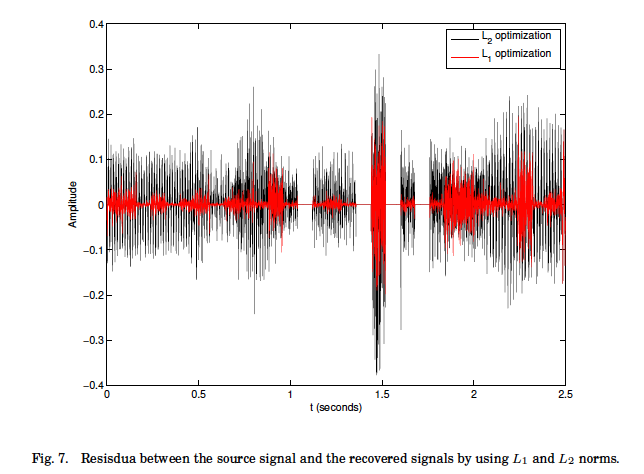 0.4
L2 optimization
L1 optimization
0.3
0.2
0.1
0
−0.1
−0.2
−0.3
−0.4
Amplitude
0 0.5 1 1.5 2 2.5
t (seconds)
Fig. 7. Resisdua between the source signal and the recovered signals by using L1 and L2 norms.